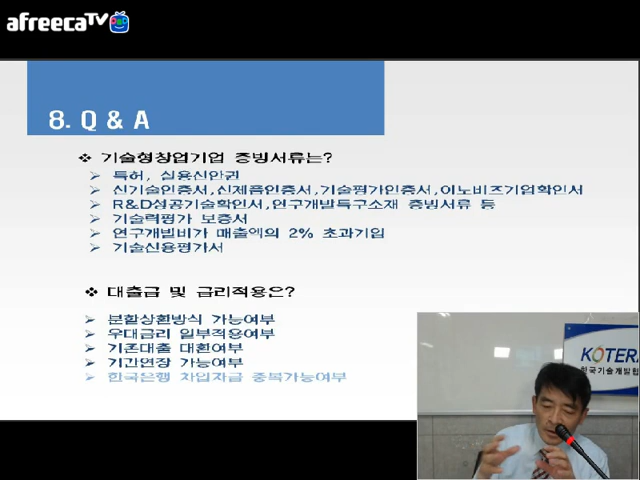 afreecaTV
8. Q & A
❖ 기술형창업기업 증빙서류는?
➢ 특허, 실용신안권
➢ 신기술인증서,신제품인증서,기술평가인증서,이노비즈기업확인서
➢ R&D성공기술확인서,연구개발특구소재 증빙서류 등
➢ 기술력평가 보증서
➢ 연구개발비가 매출액의 2% 초과기업
➢ 기술신용평가서
❖ 대출금 및 금리적용은?
➢ 분할상환방식 가능여부
➢ 우대금리 일부적용여부
➢ 기존대출 대환여부
➢ 기간연장 가능여부
➢ 한국은행 차입자금 중복가능여부
KOTERA
한국기술개발협